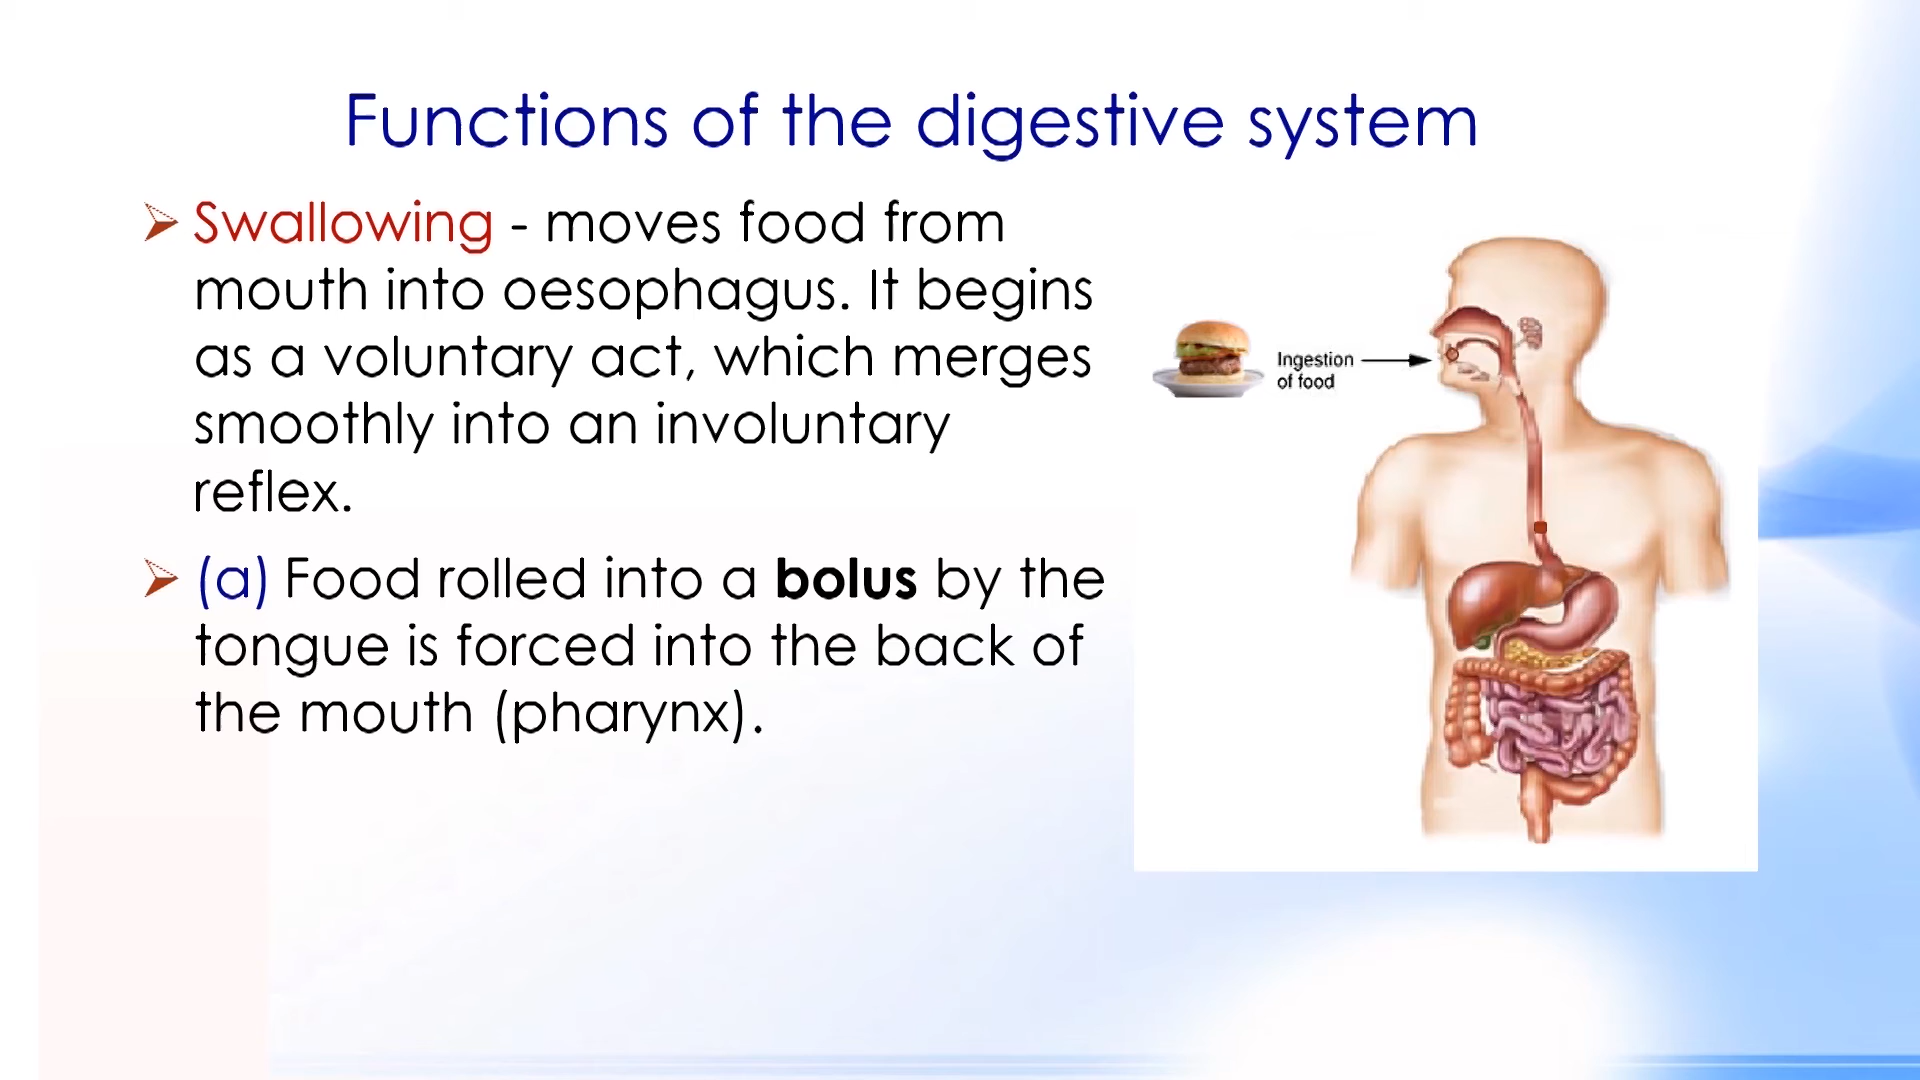 Functions of the digestive system
Swallowing - moves food from
mouth into oesophagus. It begins
as a voluntary act, which merges
smoothly into an involuntary
reflex.
(a) Food rolled into a bolus by the
tongue is forced into the back of
the mouth (pharynx).
Ingestion
of food